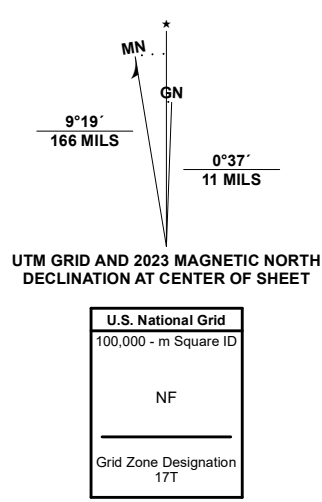 ★
MN
GN
9°19´
166 MILS
0°37´
11 MILS
UTM GRID AND 2023 MAGNETIC NORTH
DECLINATION AT CENTER OF SHEET
U.S. National Grid
100,000 - m Square ID
NF
Grid Zone Designation
17T